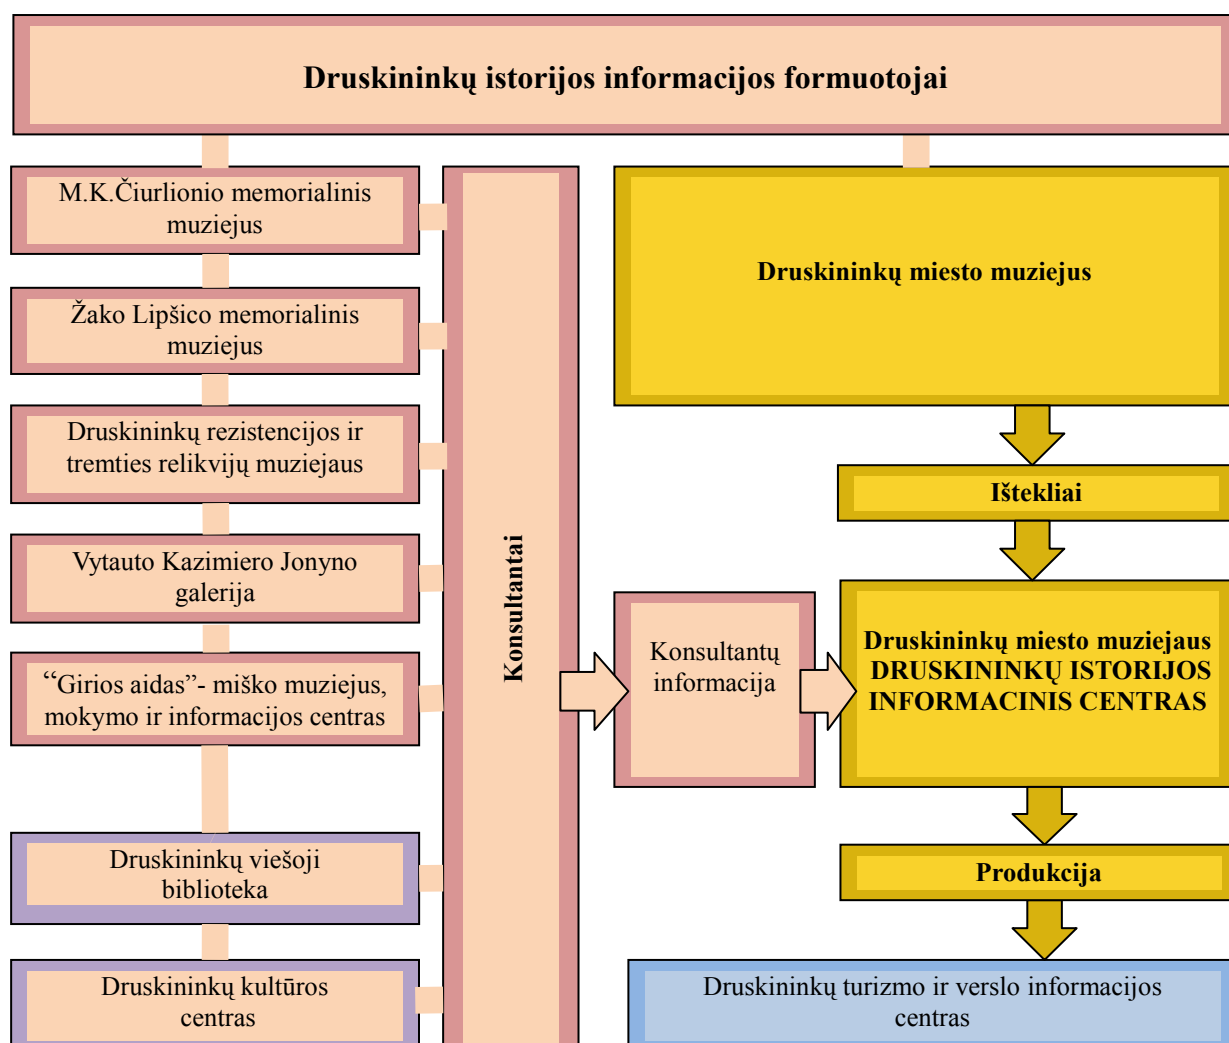 Druskininkų istorijos informacijos formuotojai
M.K.Čiurlionio memorialinis
muziejus
Žako Lipšico memorialinis
muziejus
Druskininkų rezistencijos ir
tremties relikvijų muziejaus
Vytauto Kazimiero Jonyno
galerija
“Girios aidas”- miško muziejus,
mokymo ir informacijos centras
Druskininkų viešoji
biblioteka
Druskininkų kultūros
centras
Konsultantai
Konsultantų
informacija
Druskininkų miesto muziejus
Ištekliai
Druskininkų miesto muziejaus
DRUSKININKŲ ISTORIJOS
INFORMACINIS CENTRAS
Produkcija
Druskininkų turizmo ir verslo informacijos
centras